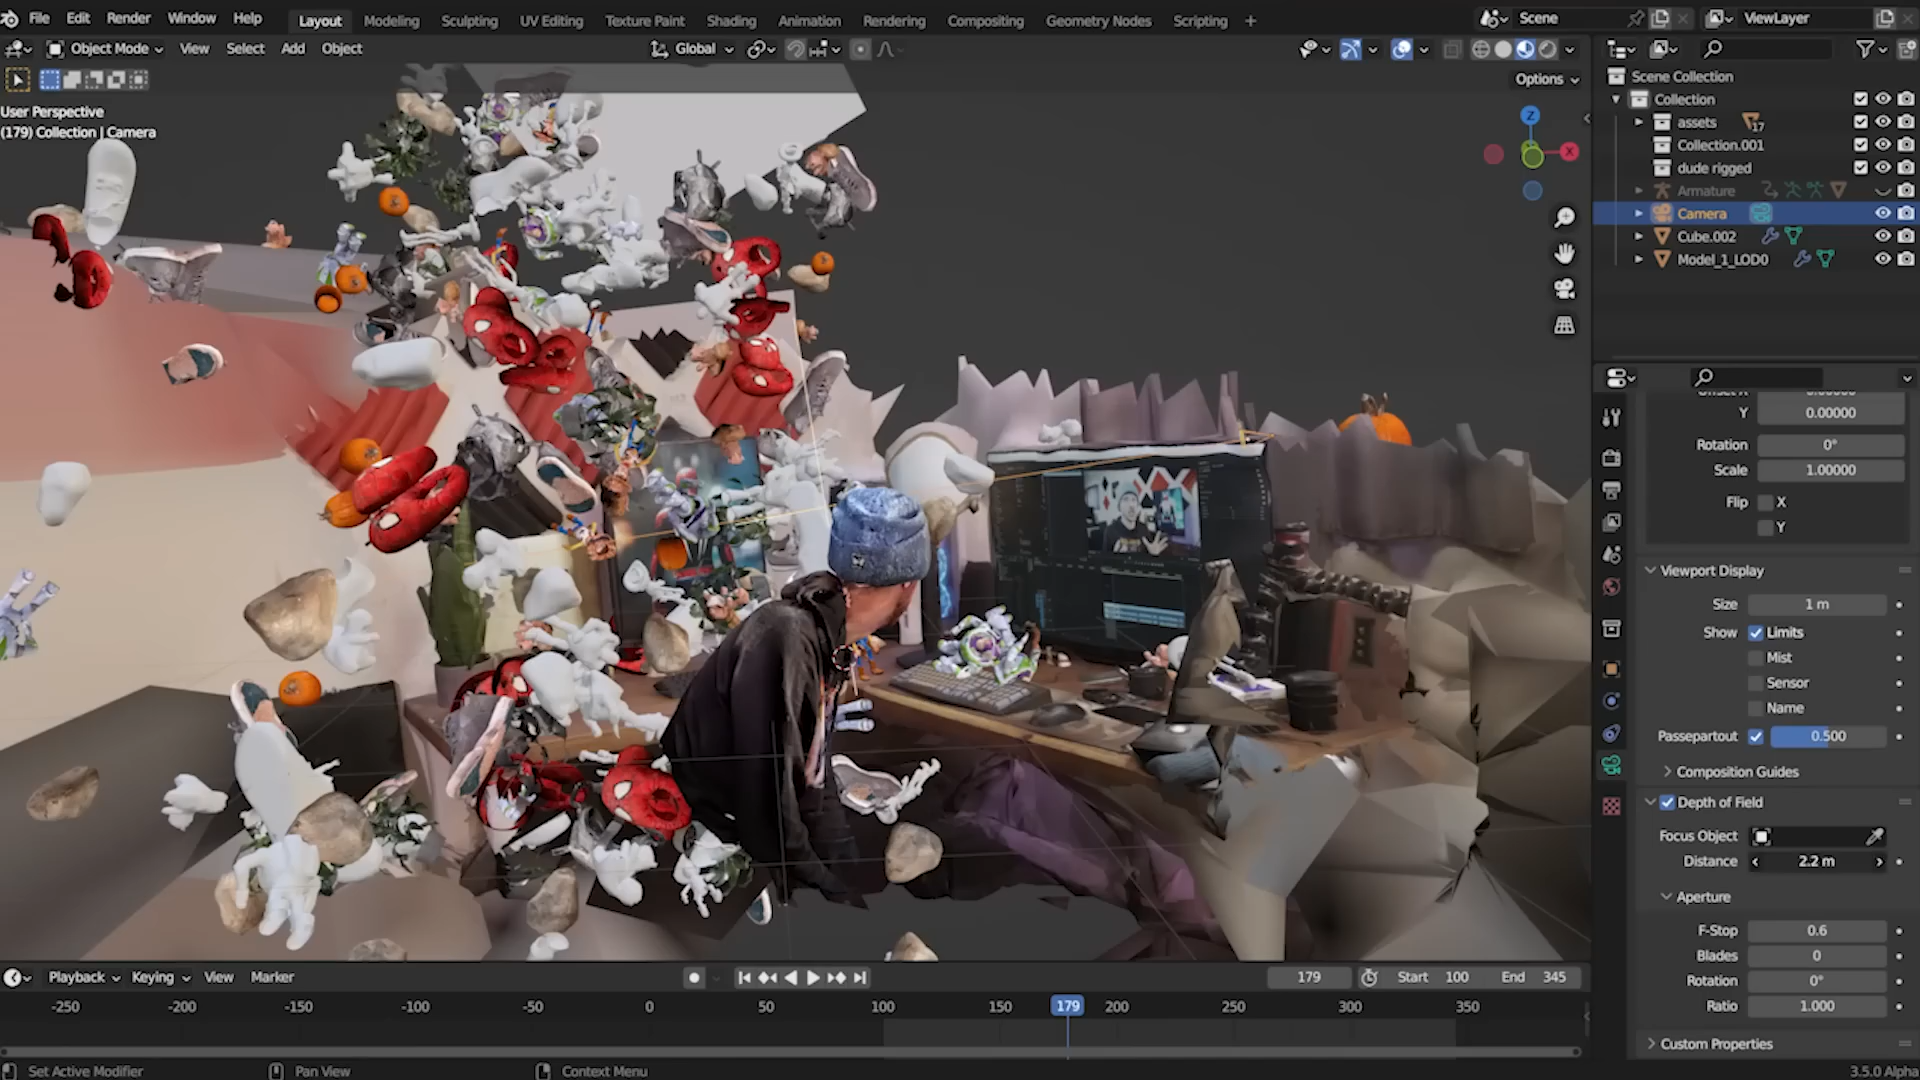 File Edit Render Window Help Layout Modeling Sculpting UV Editing Texture Paint Shading Animation Rendering Compositing Geometry Nodes Scripting + Scene ViewLayer
Object Mode View Select Add Object Global
Options
User Perspective
(179) Collection | Camera
Z
X
Scene Collection
Collection
assets 17
Collection.001
dude rigged
Armature
Camera
Cube.002
Model_1_LOD0
Y 0.00000
Rotation 0°
Scale 1.00000
Flip X
Y
Viewport Display
Size 1 m
Show Limits
Mist
Sensor
Name
Passepartout 0.500
Composition Guides
Depth of Field
Focus Object
Distance 2.2 m
Aperture
F-Stop 0.6
Blades 0
Rotation 0°
Ratio 1.000
Custom Properties
Playback Keying View Marker 179 Start 100 End 345
-250 -200 -150 -100 -50 0 50 100 150 179 200 250 300 350
Set Active Modifier Pan View Context Menu 3.5.0 Alpha